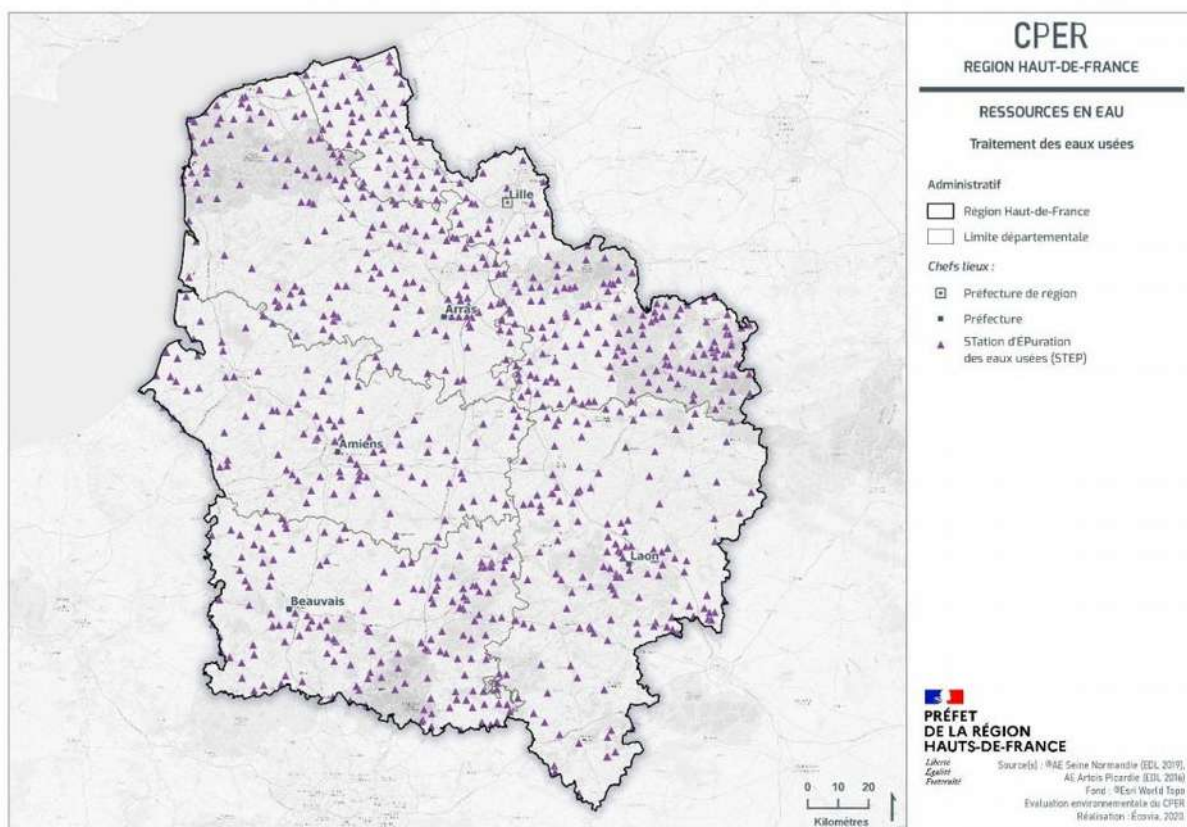 CPER
REGION HAUT-DE-FRANCE
RESSOURCES EN EAU
Traitement des eaux usées
Administratif
Région Haut-de-France
Limite départementale
Chefs lieux :
Préfecture de région
Préfecture
STation d'ÉPuration
des eaux usées (STEP)
Lille
Arras
Amiens
Laon
Beauvais
0 10 20
Kilomètres
PRÉFET
DE LA RÉGION
HAUTS-DE-FRANCE
Liberté
Égalité
Fraternité
Source(s) : ®AE Seine Normandie (EDL 2019),
AE Artois Picardie (EDL 2016)
Fond : ®Esri World Topo
Evaluation environnementale du CPER
Réalisation : Écovia, 2020.